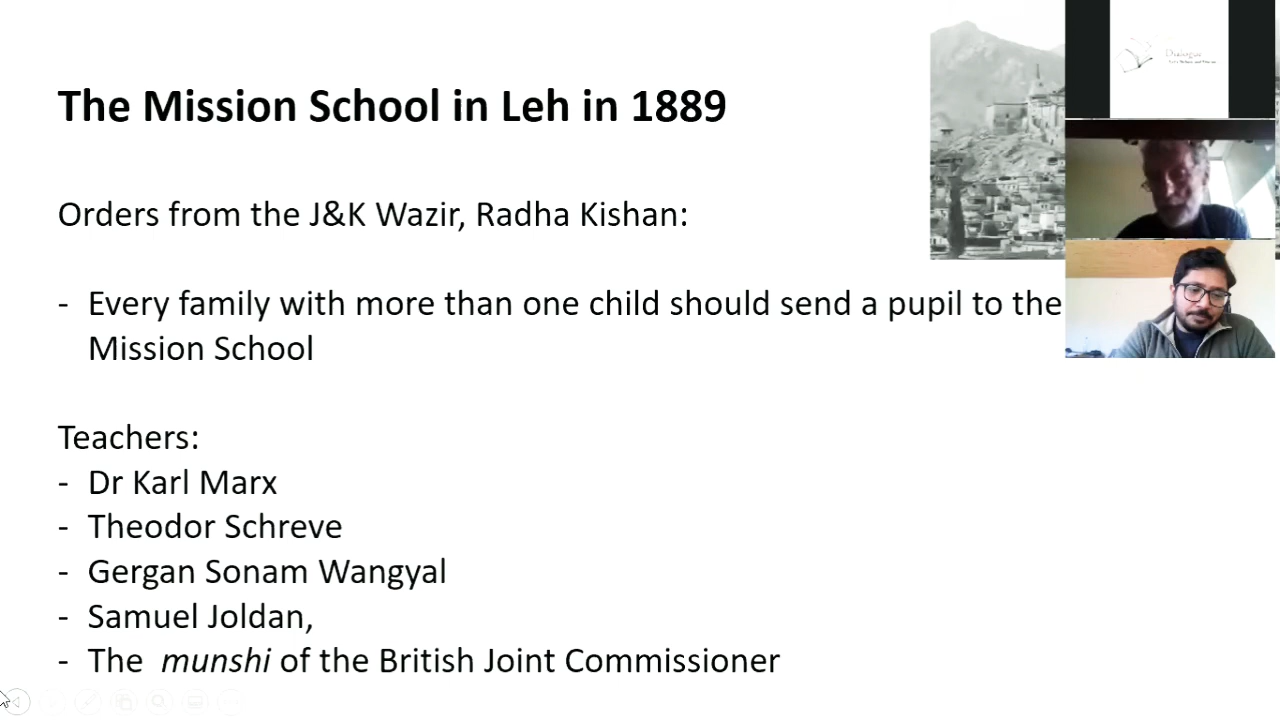 The Mission School in Leh in 1889
Orders from the J&K Wazir, Radha Kishan:
- Every family with more than one child should send a pupil to the
Mission School
Teachers:
- Dr Karl Marx
- Theodor Schreve
- Gergan Sonam Wangyal
- Samuel Joldan,
- The munshi of the British Joint Commissioner
Dialogue